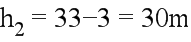 h₂ = 33−3 = 30m